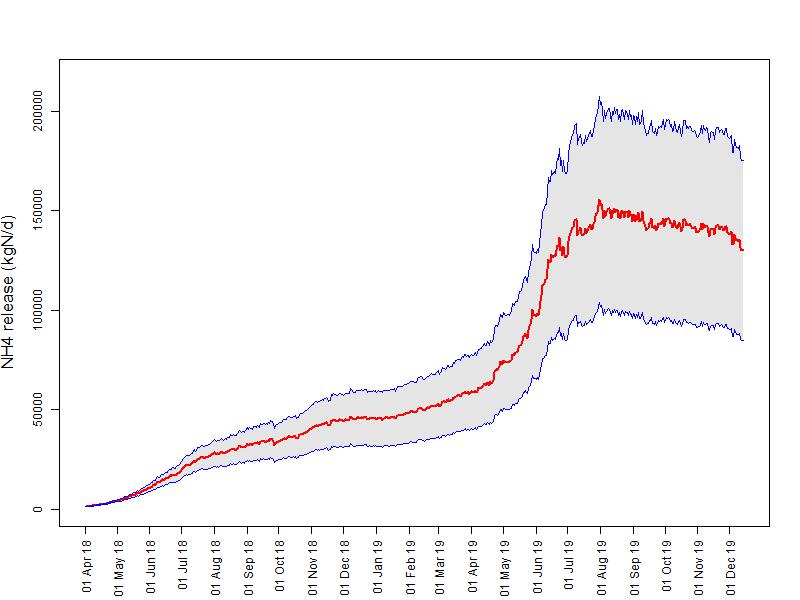 NH4 release (kgN/d)
200000
150000
100000
50000
0
01 Apr 18
01 May 18
01 Jun 18
01 Jul 18
01 Aug 18
01 Sep 18
01 Oct 18
01 Nov 18
01 Dec 18
01 Jan 19
01 Feb 19
01 Mar 19
01 Apr 19
01 May 19
01 Jun 19
01 Jul 19
01 Aug 19
01 Sep 19
01 Oct 19
01 Nov 19
01 Dec 19